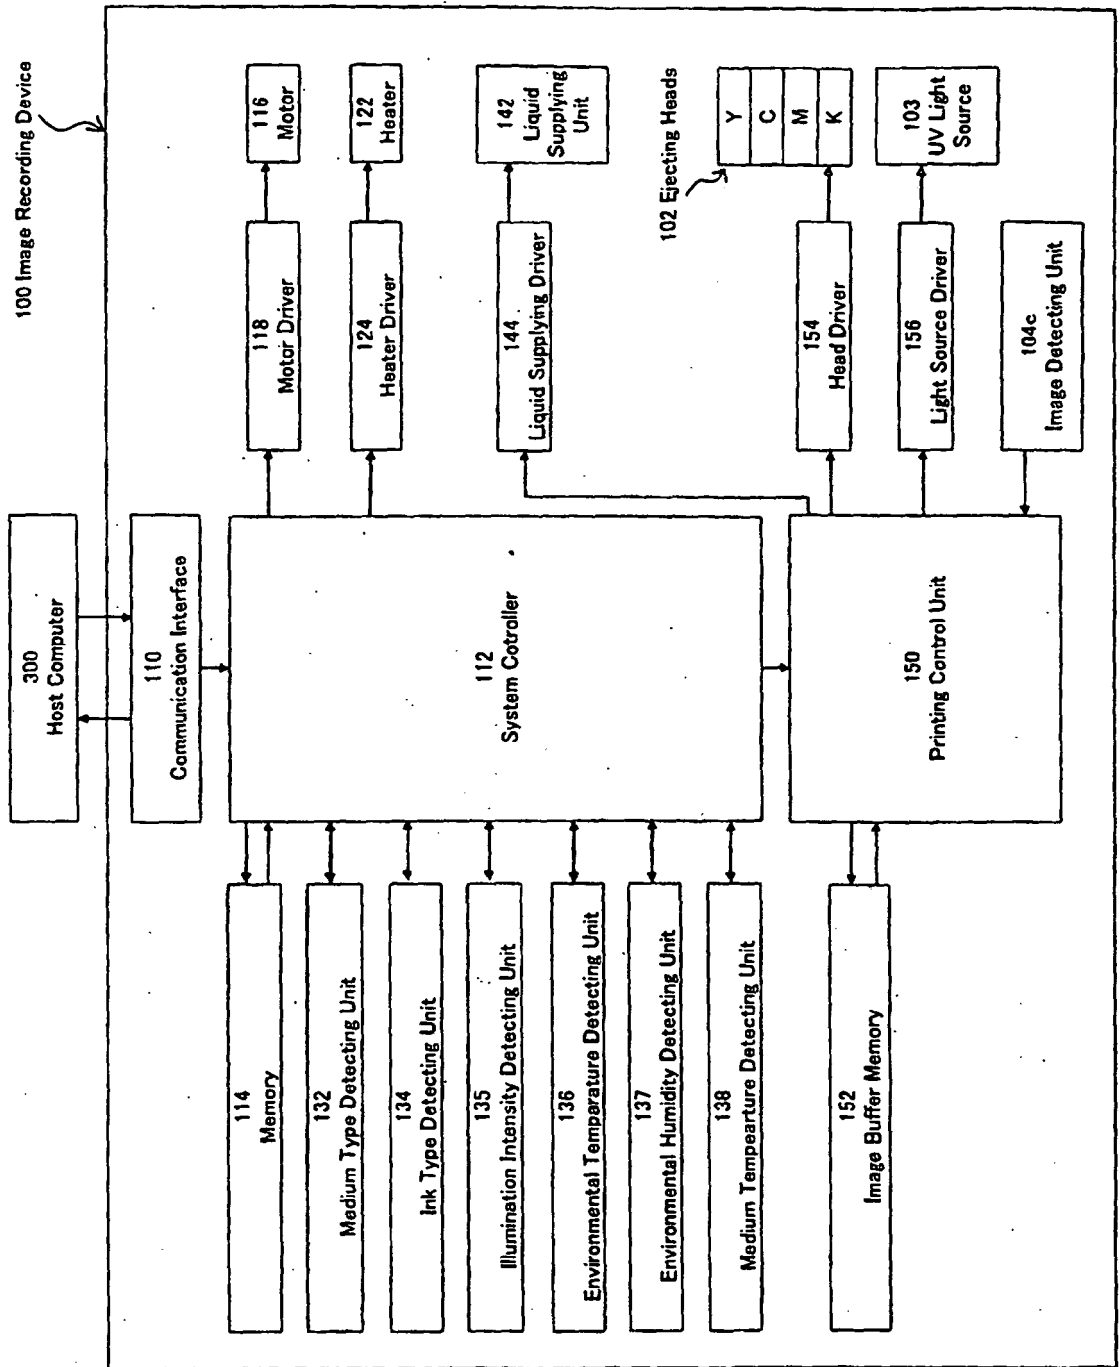 100 Image Recording Device
300
Host Computer
110
Communication Interface
112
System Cotroller
150
Printing Control Unit
114
Memory
132
Medium Type Detecting Unit
134
Ink Type Detecting Unit
135
Illumination Intensity Detecting Unit
136
Environmental Temparature Detecting Unit
137
Environmental Humidity Detecting Unit
138
Medium Tempearture Detecting Unit
152
Image Buffer Memory
118
Motor Driver
116
Motor
124
Heater Driver
122
Heater
144
Liquid Supplying Driver
142
Liquid
Supplying
Unit
154
Head Driver
102 Ejecting Heads
Y
C
M
K
156
Light Source Driver
103
UV Light
Source
104c
Image Detecting Unit